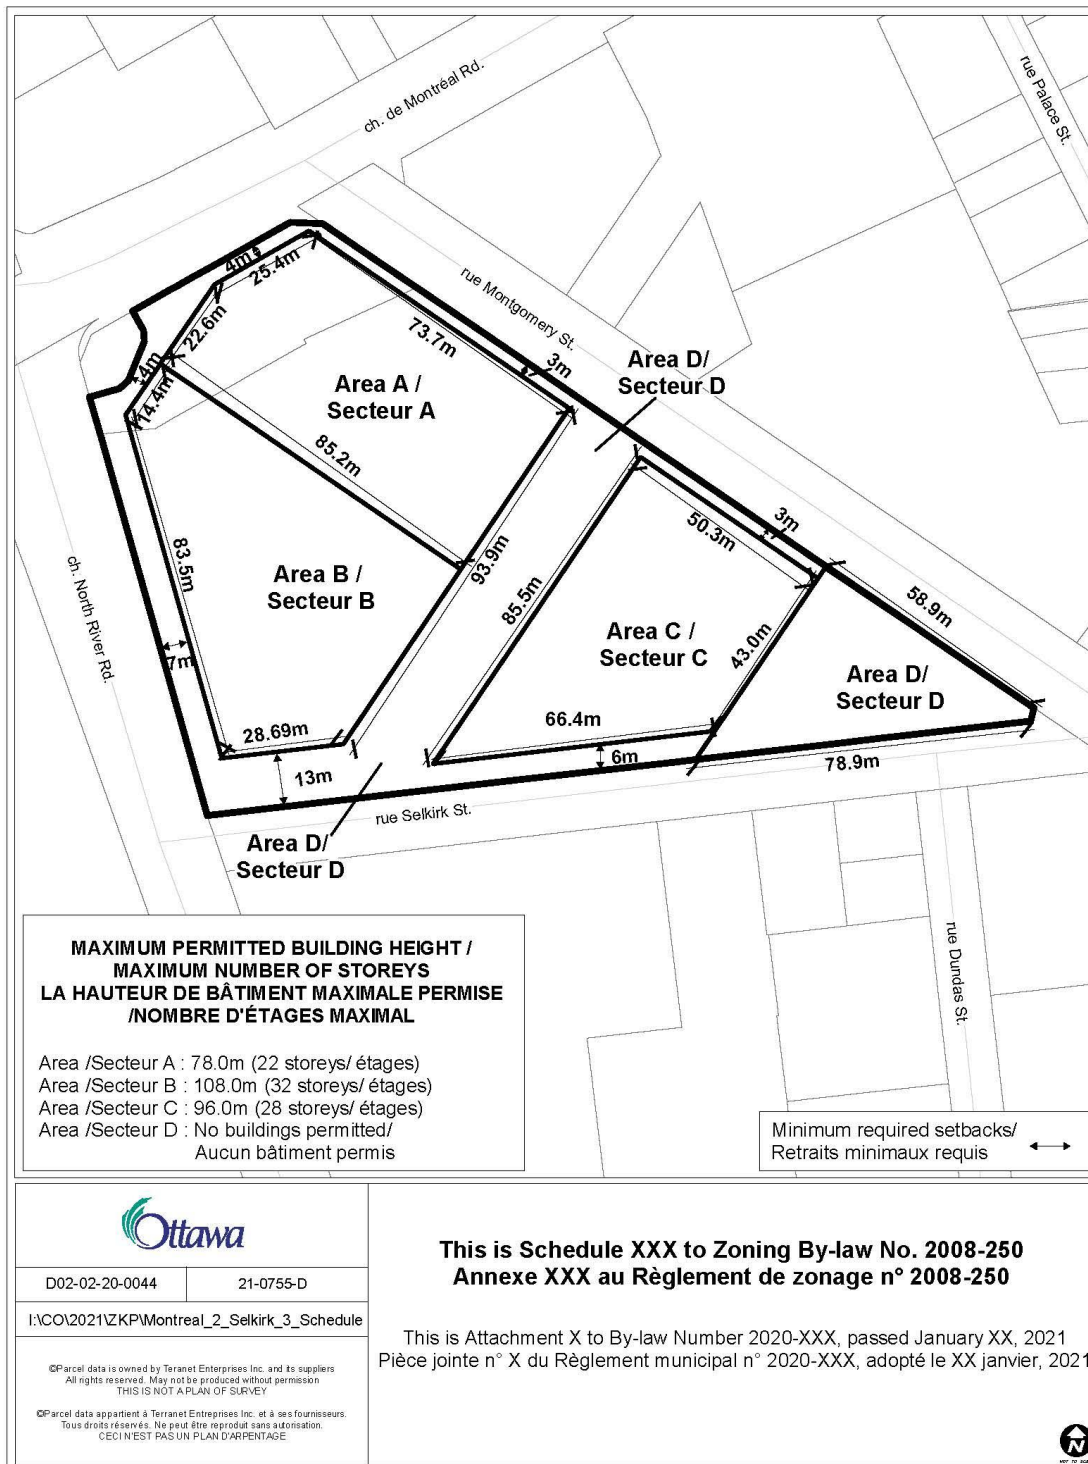 ch. de Montréal Rd.
rue Palace St.
4m
25.4m
rue Montgomery St.
22.6m
73.7m
3m
Area D/
Secteur D
4m
14.4m
Area A /
Secteur A
85.2m
50.3m
3m
83.5m
93.9m
ch. North River Rd.
Area B /
Secteur B
85.5m
58.9m
Area C /
Secteur C
43.0m
7m
Area D/
Secteur D
28.69m
66.4m
13m
6m
78.9m
rue Selkirk St.
Area D/
Secteur D
rue Dundas St.
MAXIMUM PERMITTED BUILDING HEIGHT /
MAXIMUM NUMBER OF STOREYS
LA HAUTEUR DE BÂTIMENT MAXIMALE PERMISE
/NOMBRE D'ÉTAGES MAXIMAL
Area /Secteur A : 78.0m (22 storeys/ étages)
Area /Secteur B : 108.0m (32 storeys/ étages)
Area /Secteur C : 96.0m (28 storeys/ étages)
Area /Secteur D : No buildings permitted/
Aucun bâtiment permis
Minimum required setbacks/
Retraits minimaux requis
Ottawa
D02-02-20-0044
21-0755-D
I:\CO\2021\ZKP\Montreal_2_Selkirk_3_Schedule
©Parcel data is owned by Teranet Enterprises Inc. and its suppliers
All rights reserved. May not be produced without permission
THIS IS NOT A PLAN OF SURVEY
©Parcel data appartient à Terranet Entreprises Inc. et à ses fournisseurs.
Tous droits réservés. Ne peut être reproduit sans autorisation.
CECI N'EST PAS UN PLAN D'ARPENTAGE
This is Schedule XXX to Zoning By-law No. 2008-250
Annexe XXX au Règlement de zonage n° 2008-250
This is Attachment X to By-law Number 2020-XXX, passed January XX, 2021
Pièce jointe n° X du Règlement municipal n° 2020-XXX, adopté le XX janvier, 2021
N